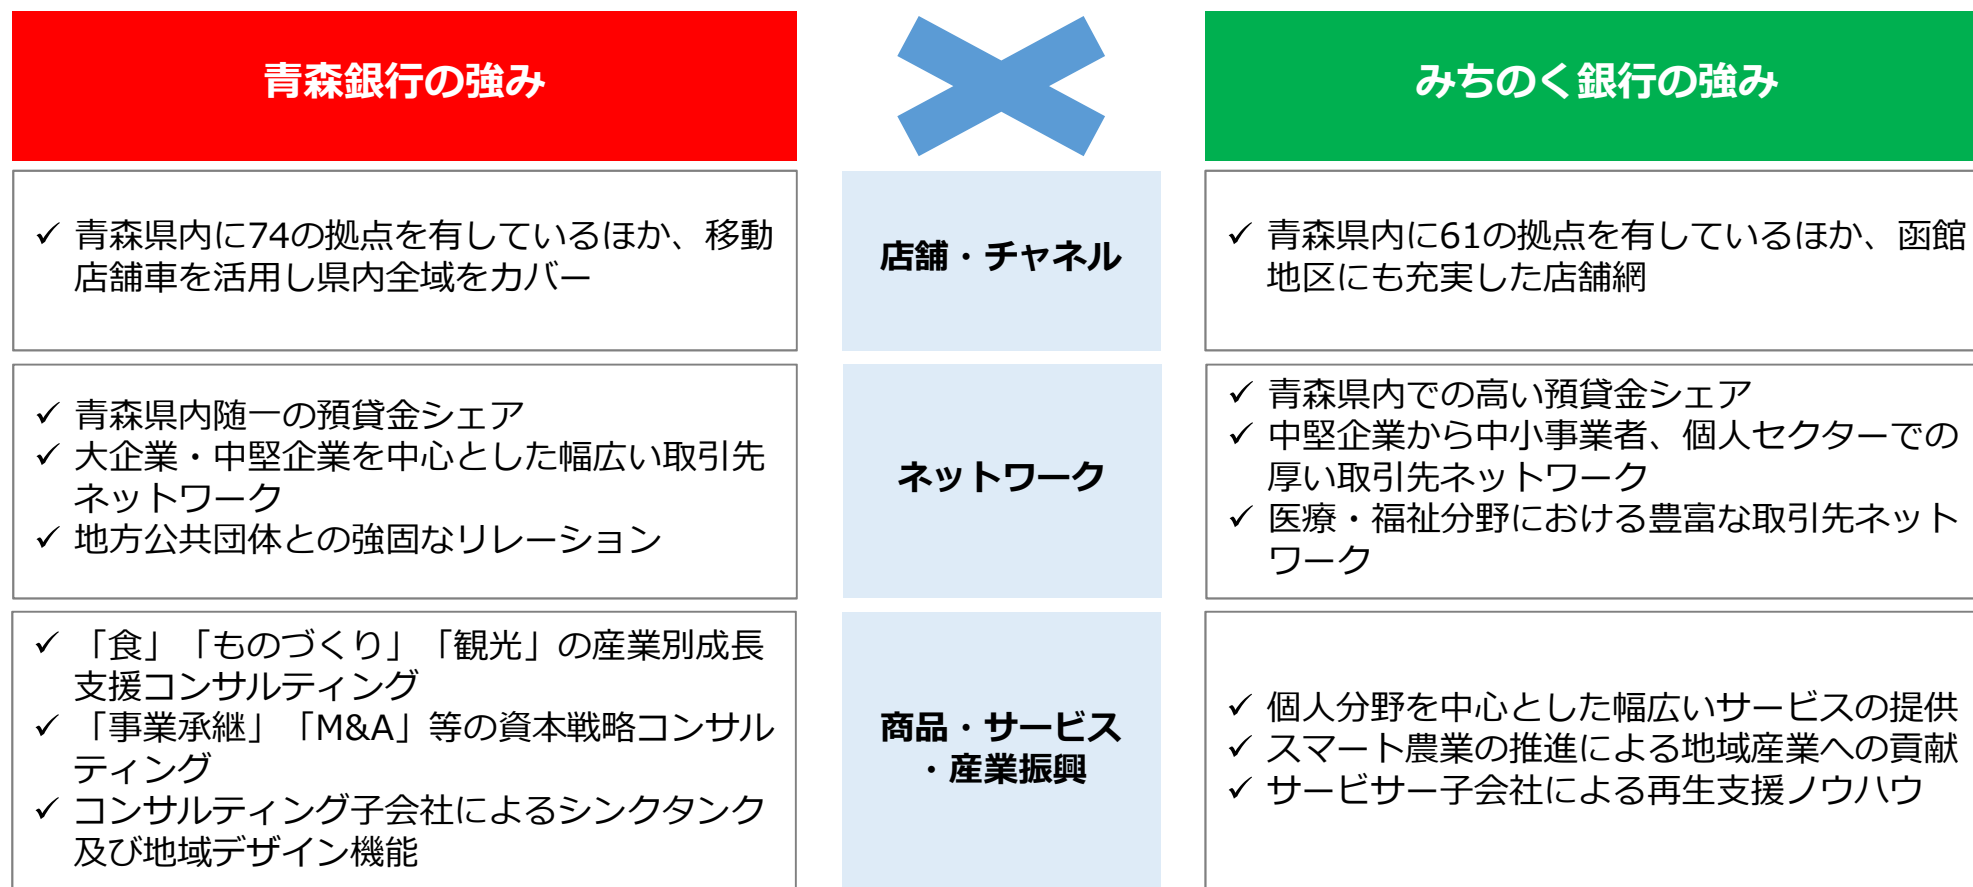 青森銀行の強み
みちのく銀行の強み
✓ 青森県内に74の拠点を有しているほか、移動
店舗車を活用し県内全域をカバー
店舗・チャネル
✓ 青森県内に61の拠点を有しているほか、函館
地区にも充実した店舗網
✓ 青森県内随一の預貸金シェア
✓ 大企業・中堅企業を中心とした幅広い取引先
ネットワーク
✓ 地方公共団体との強固なリレーション
ネットワーク
✓ 青森県内での高い預貸金シェア
✓ 中堅企業から中小事業者、個人セクターでの
厚い取引先ネットワーク
✓ 医療・福祉分野における豊富な取引先ネット
ワーク
✓ 「食」「ものづくり」「観光」の産業別成長
支援コンサルティング
✓ 「事業承継」「M&A」等の資本戦略コンサル
ティング
✓ コンサルティング子会社によるシンクタンク
及び地域デザイン機能
商品・サービス
・産業振興
✓ 個人分野を中心とした幅広いサービスの提供
✓ スマート農業の推進による地域産業への貢献
✓ サービサー子会社による再生支援ノウハウ